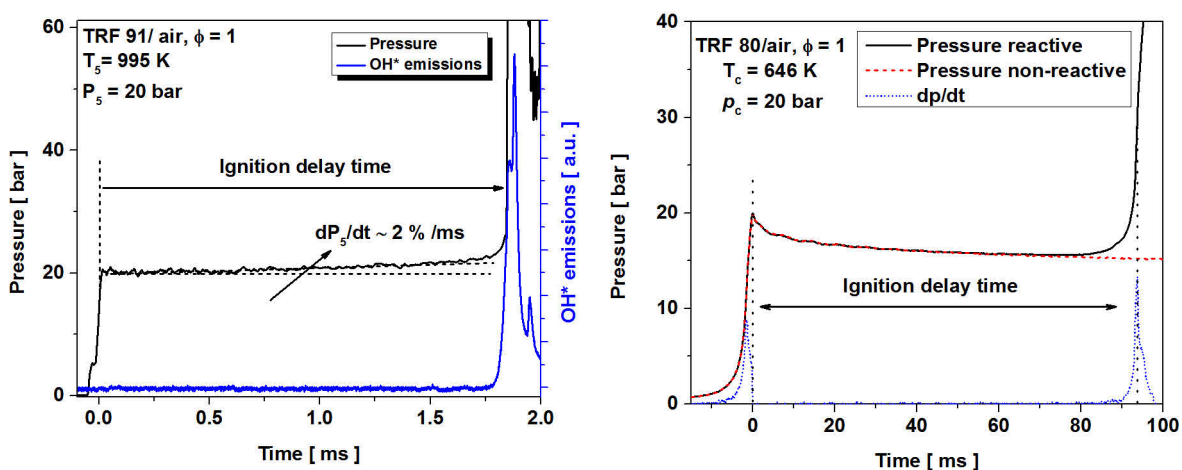 TRF 91/ air, ϕ = 1
T5= 995 K
P5 = 20 bar
Pressure
OH* emissions
Ignition delay time
dP5/dt ~ 2 % /ms
60
40
20
0
Pressure [ bar ]
OH* emissions [ a.u. ]
0.0
0.5
1.0
1.5
2.0
Time [ ms ]
TRF 80/air, ϕ = 1
Tc = 646 K
pc = 20 bar
Pressure reactive
Pressure non-reactive
dp/dt
Ignition delay time
40
30
20
10
0
Pressure [ bar ]
0
20
40
60
80
100
Time [ ms ]